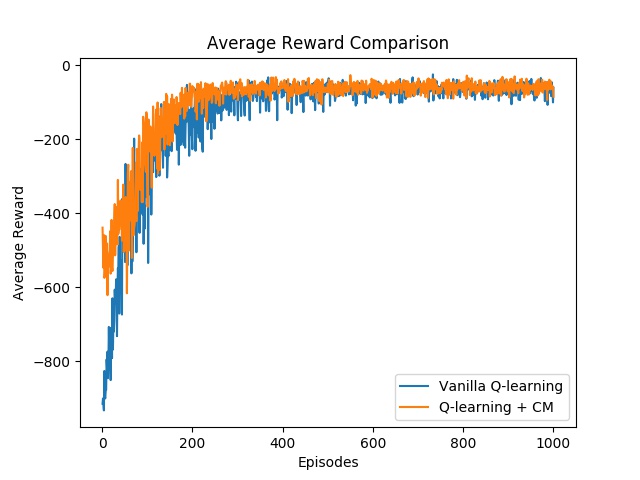 Average Reward Comparison
0
−200
−400
−600
−800
Average Reward
0
200
400
600
800
1000
Episodes
Vanilla Q-learning
Q-learning + CM